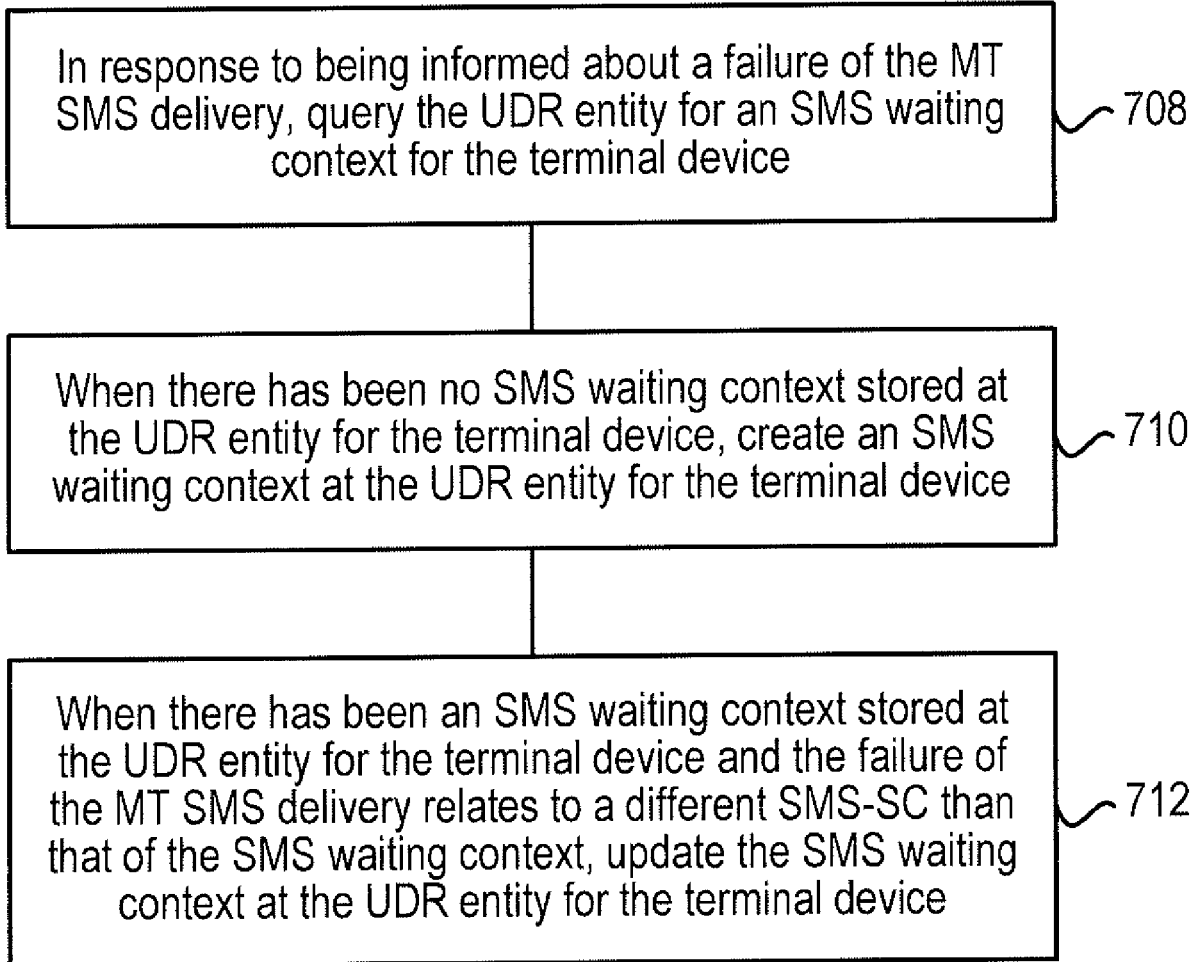 In response to being informed about a failure of the MT
SMS delivery, query the UDR entity for an SMS waiting
context for the terminal device
708
When there has been no SMS waiting context stored at
the UDR entity for the terminal device, create an SMS
waiting context at the UDR entity for the terminal device
710
When there has been an SMS waiting context stored at
the UDR entity for the terminal device and the failure of
the MT SMS delivery relates to a different SMS-SC than
that of the SMS waiting context, update the SMS waiting
context at the UDR entity for the terminal device
712